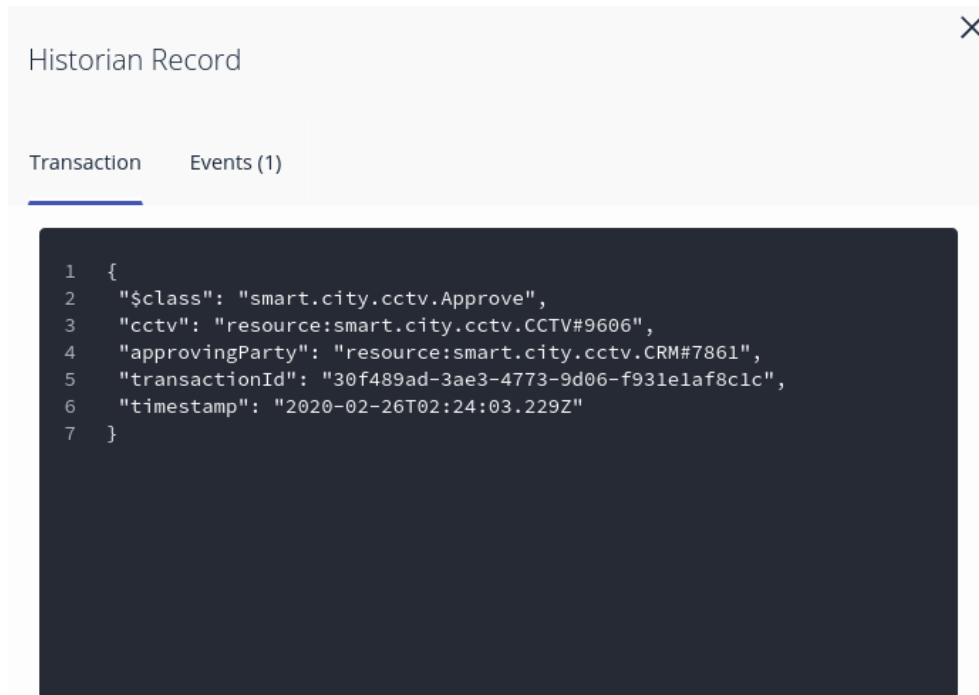 Historian Record
Transaction Events (1)
1 {
2 "$class": "smart.city.cctv.Approve",
3 "cctv": "resource:smart.city.cctv.CCTV#9606",
4 "approvingParty": "resource:smart.city.cctv.CRM#7861",
5 "transactionId": "30f489ad-3ae3-4773-9d06-f931e1af8c1c",
6 "timestamp": "2020-02-26T02:24:03.229Z"
7 }